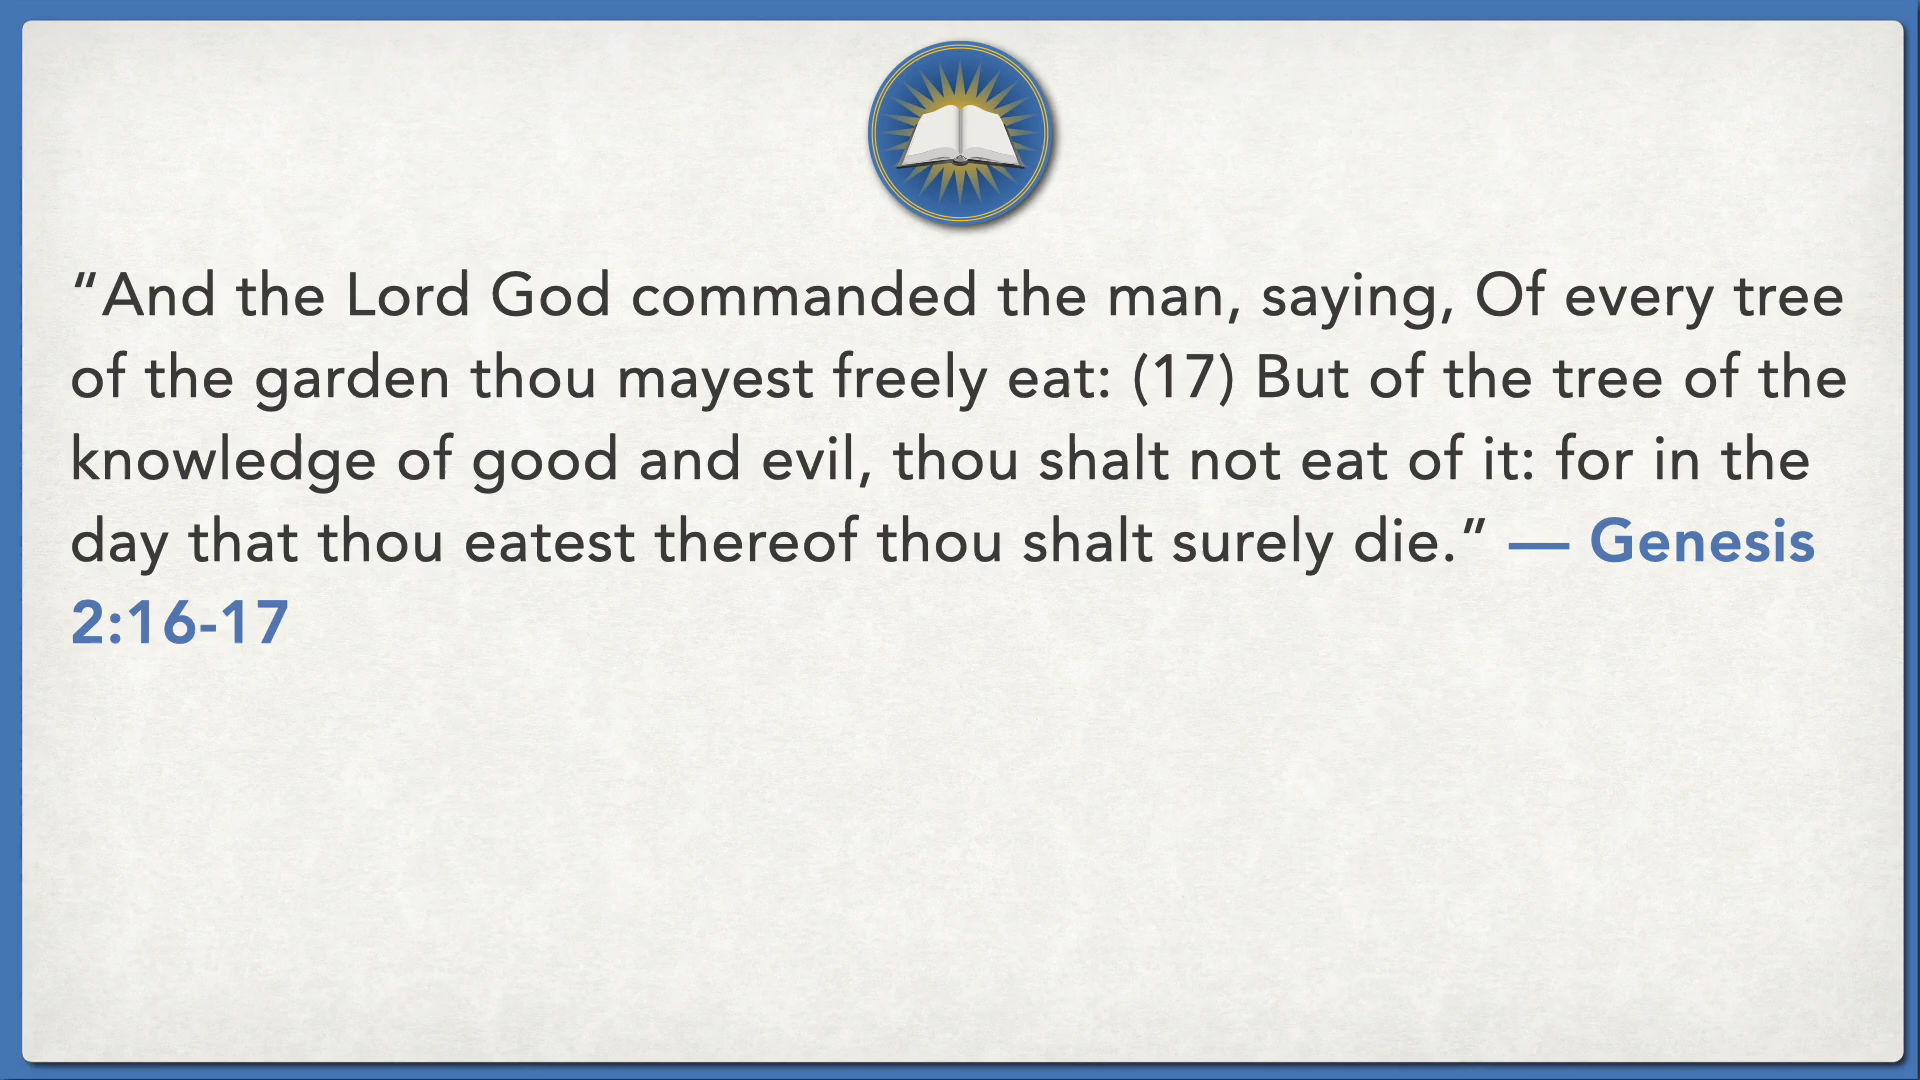 “And the Lord God commanded the man, saying, Of every tree
of the garden thou mayest freely eat: (17) But of the tree of the
knowledge of good and evil, thou shalt not eat of it: for in the
day that thou eatest thereof thou shalt surely die.” — Genesis
2:16-17